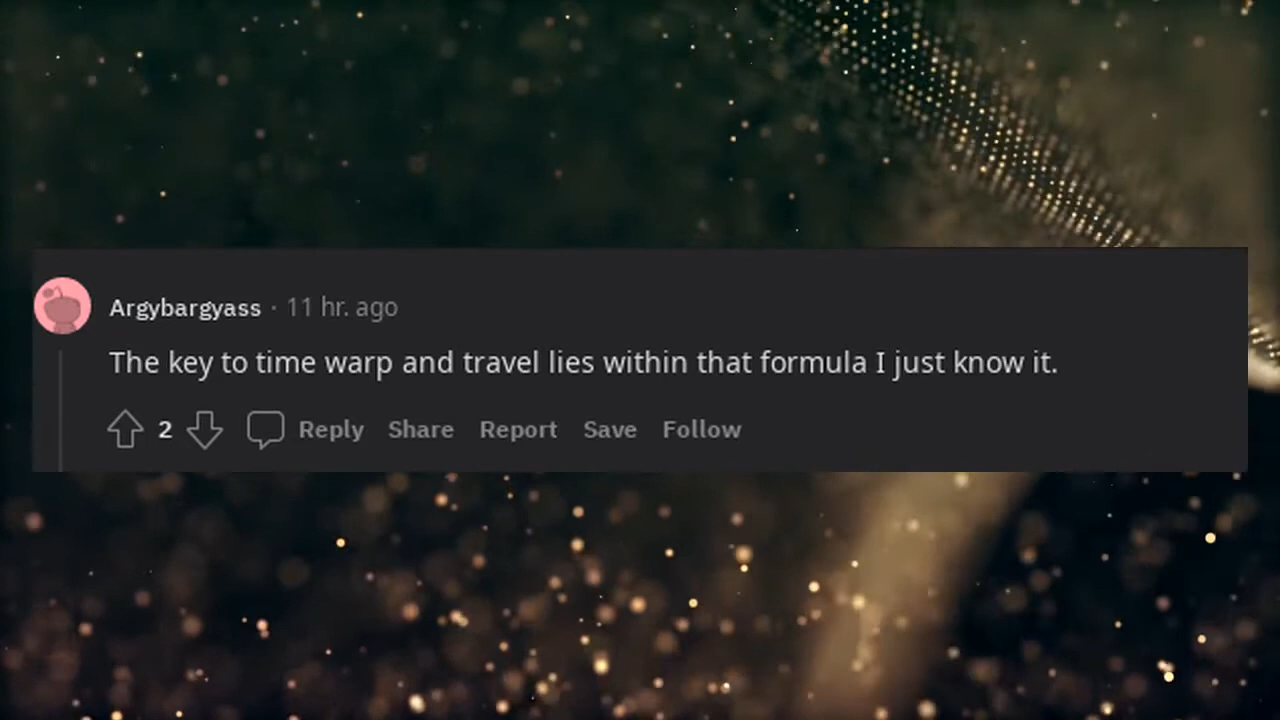 Argybargyass · 11 hr. ago
The key to time warp and travel lies within that formula I just know it.
2 Reply Share Report Save Follow